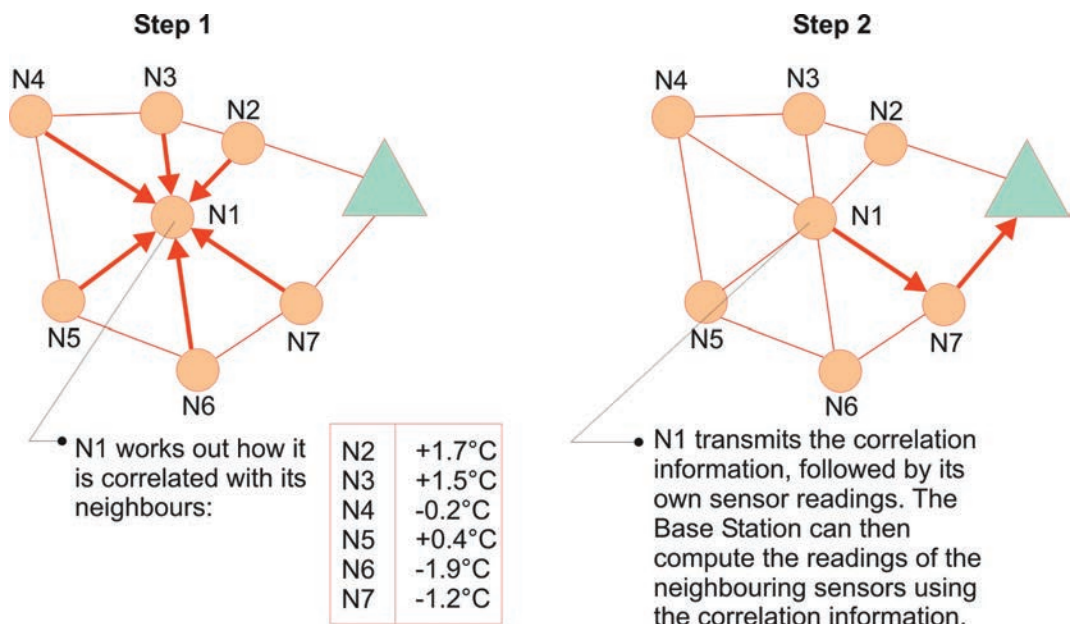 Step 1
N4
N3
N2
N1
N5
N7
N6
N1 works out how it
is correlated with its
neighbours:
N2 +1.7°C
N3 +1.5°C
N4 -0.2°C
N5 +0.4°C
N6 -1.9°C
N7 -1.2°C
Step 2
N4
N3
N2
N1
N5
N7
N6
N1 transmits the correlation
information, followed by its
own sensor readings. The
Base Station can then
compute the readings of the
neighbouring sensors using
the correlation information.